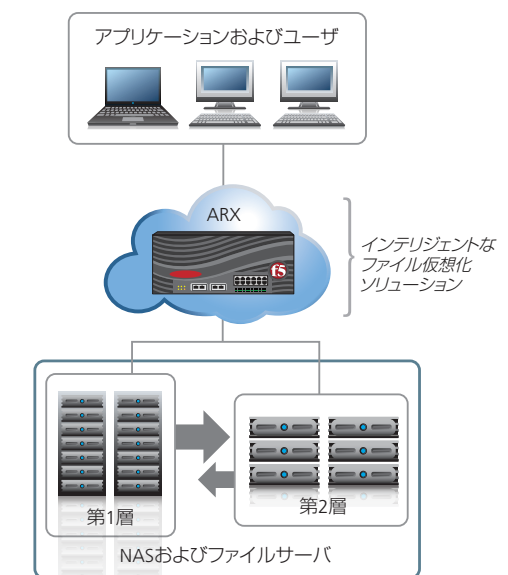 アプリケーションおよびユーザ
ARX
f5
インテリジェントな
ファイル仮想化
ソリューション
第1層
第2層
NASおよびファイルサーバ